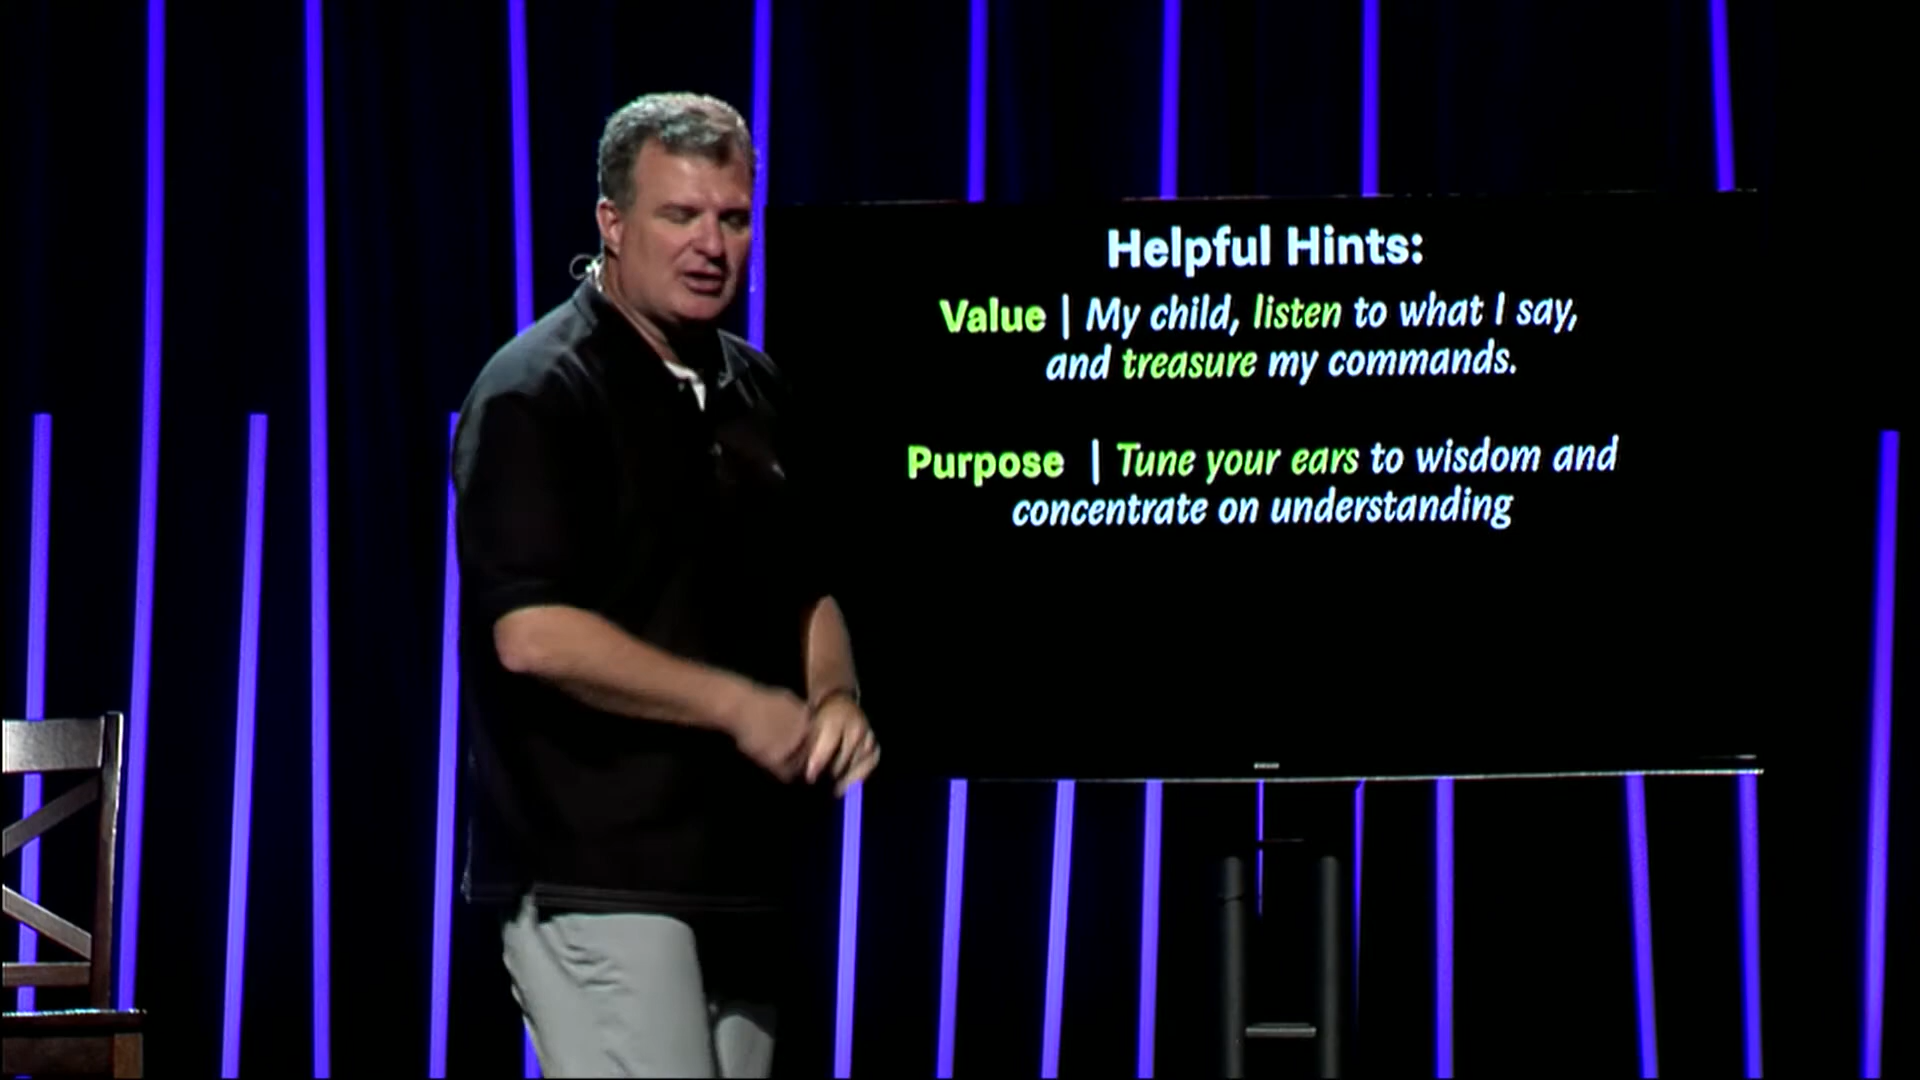 Helpful Hints:
Value | My child, listen to what I say,
and treasure my commands.
Purpose | Tune your ears to wisdom and
concentrate on understanding